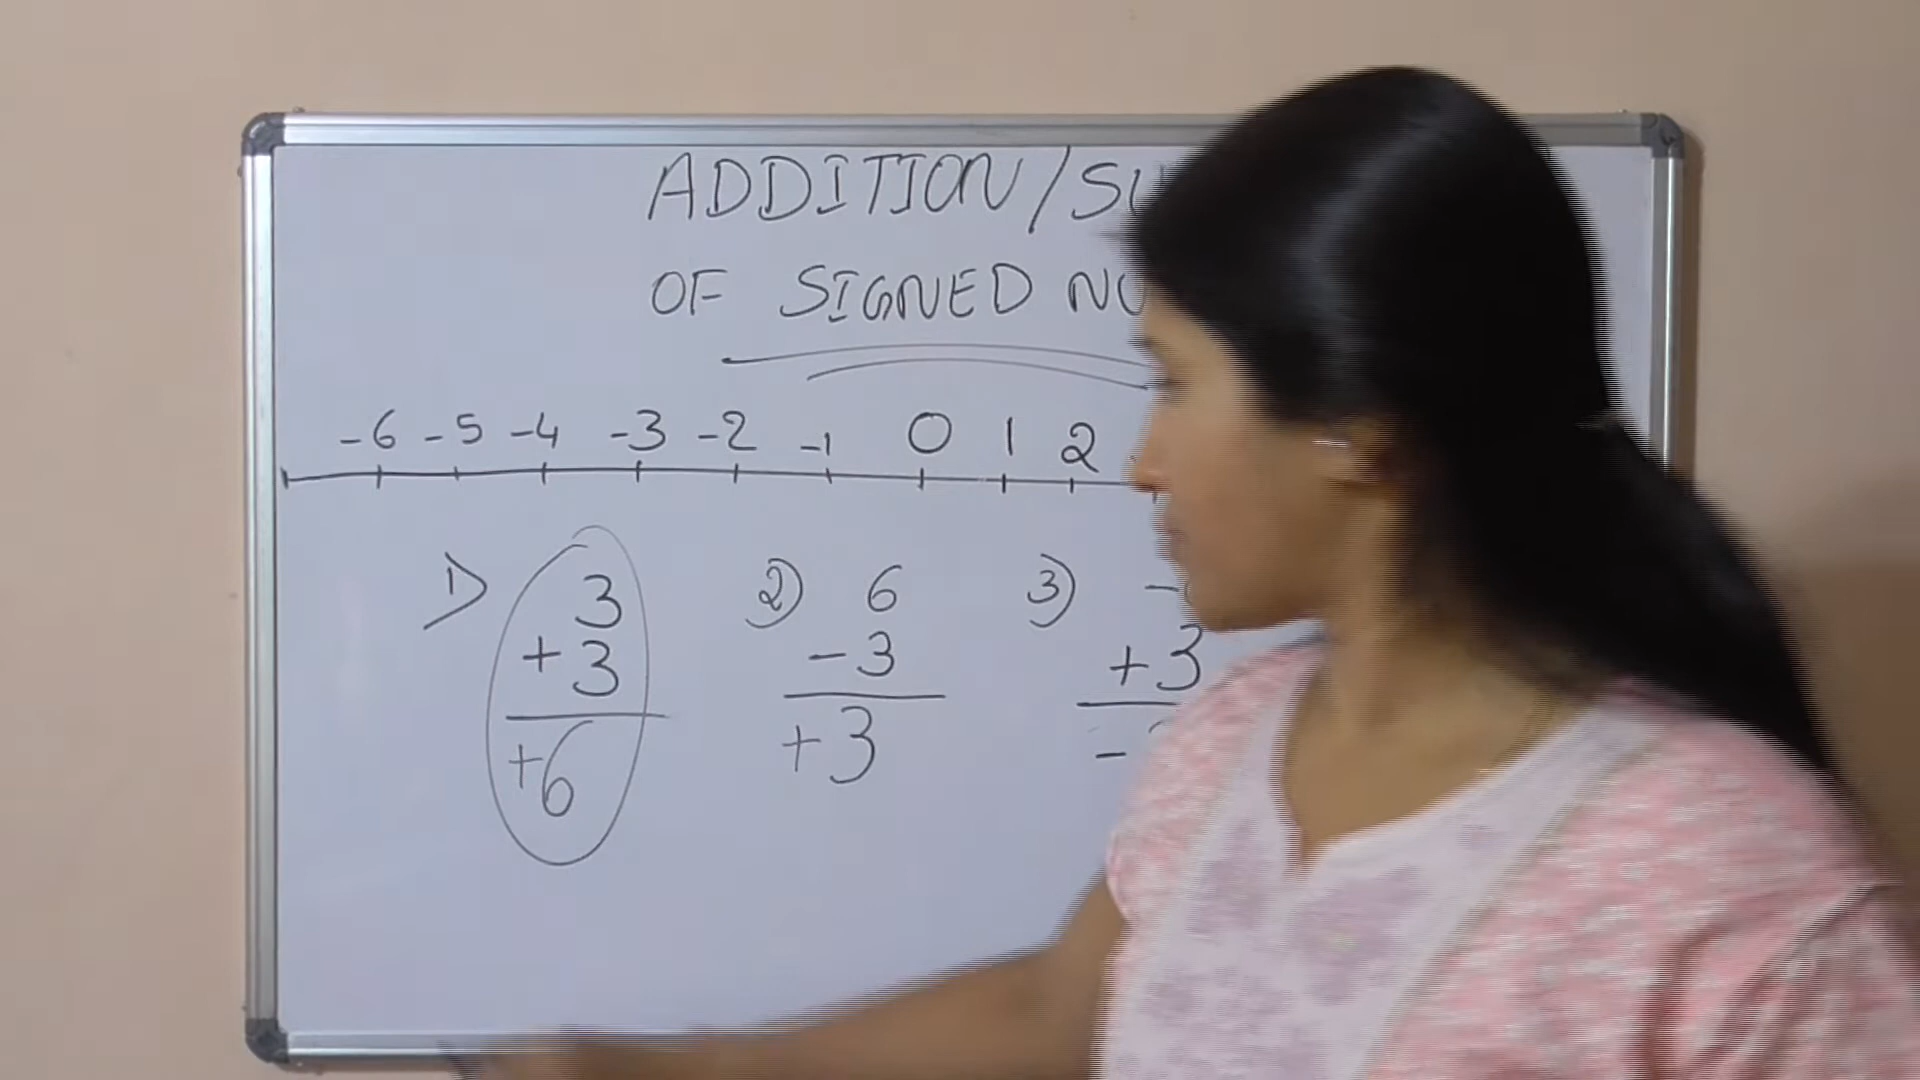 ADDITION/
OF SIGNED
-6 -5 -4 -3 -2 -1 0 1 2
1) 3 2) 6 3)
+3 -3 +3
+6 +3